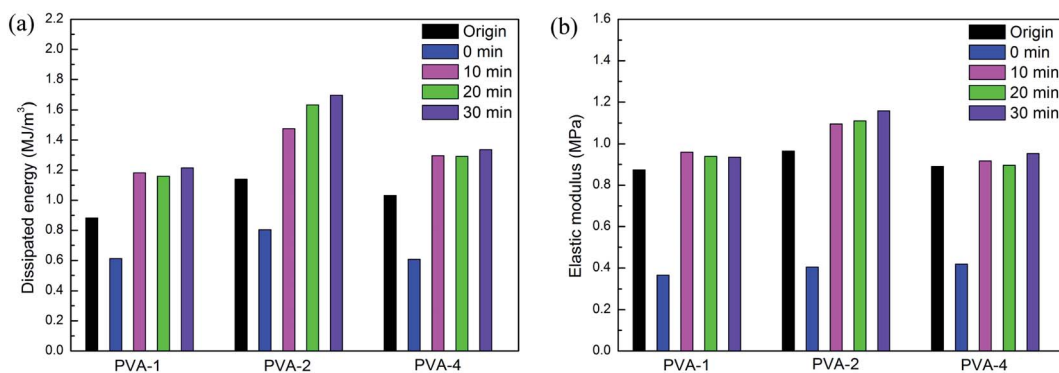 (a)
Dissipated energy (MJ/m³)
2.2
2.0
1.8
1.6
1.4
1.2
1.0
0.8
0.6
0.4
0.2
0.0
Origin
0 min
10 min
20 min
30 min
PVA-1 PVA-2 PVA-4
(b)
Elastic modulus (MPa)
1.6
1.4
1.2
1.0
0.8
0.6
0.4
0.2
0.0
Origin
0 min
10 min
20 min
30 min
PVA-1 PVA-2 PVA-4